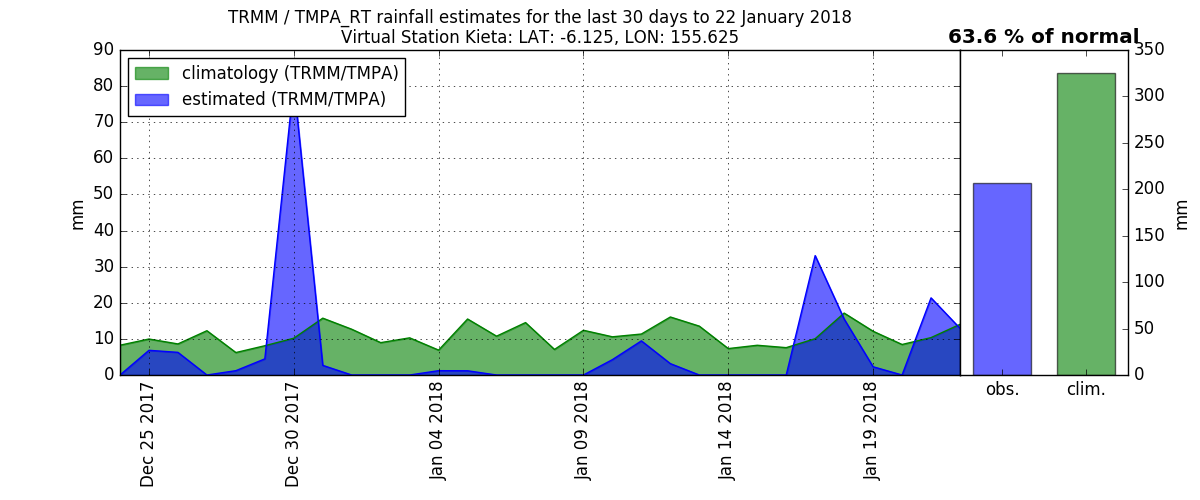 TRMM / TMPA_RT rainfall estimates for the last 30 days to 22 January 2018
Virtual Station Kieta: LAT: -6.125, LON: 155.625
63.6 % of normal
climatology (TRMM/TMPA)
estimated (TRMM/TMPA)
mm
90
80
70
60
50
40
30
20
10
0
Dec 25 2017
Dec 30 2017
Jan 04 2018
Jan 09 2018
Jan 14 2018
Jan 19 2018
obs.
clim.
350
300
250
200
150
100
50
0
mm